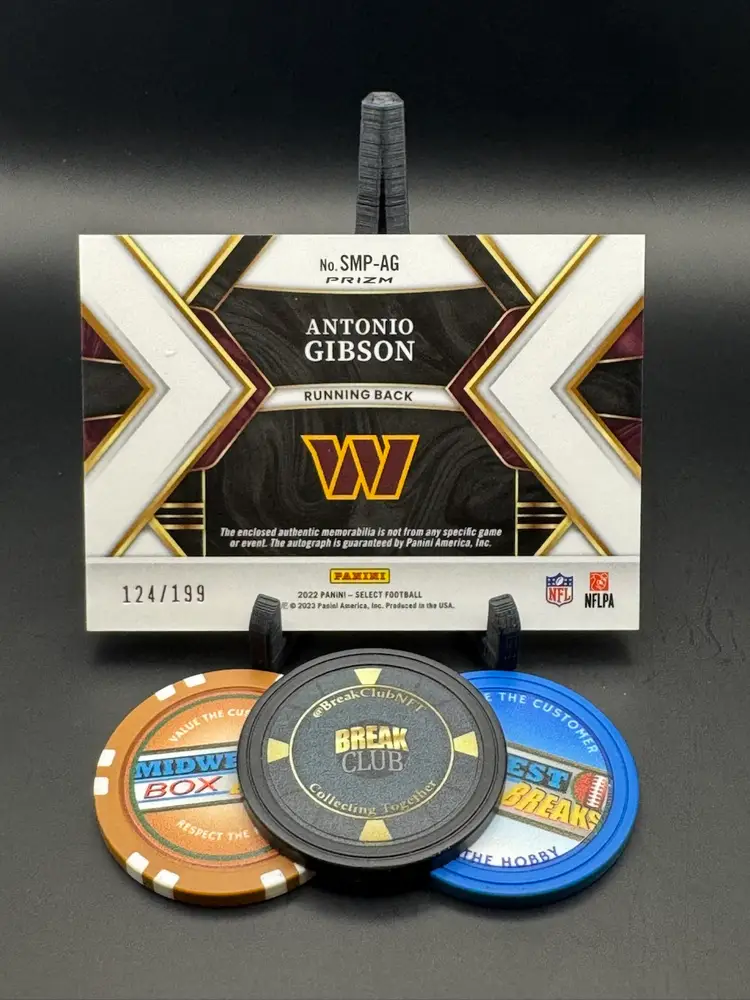 No. SMP-AG
PRIZM
ANTONIO
GIBSON
RUNNING BACK
W
The enclosed authentic memorabilia is not from any specific game
or event. The autograph is guaranteed by Panini America, Inc.
PANINI
124/199
2022 PANINI – SELECT FOOTBALL
© 2023 Panini America, Inc. Produced in the USA.
NFL
NFLPA
VALUE THE
MIDWE
BOX
RESPECT THE
@BreakClubNFT
BREAK
CLUB
Collecting Together
THE CUSTOMER
EST
BREAKS
THE HOBBY